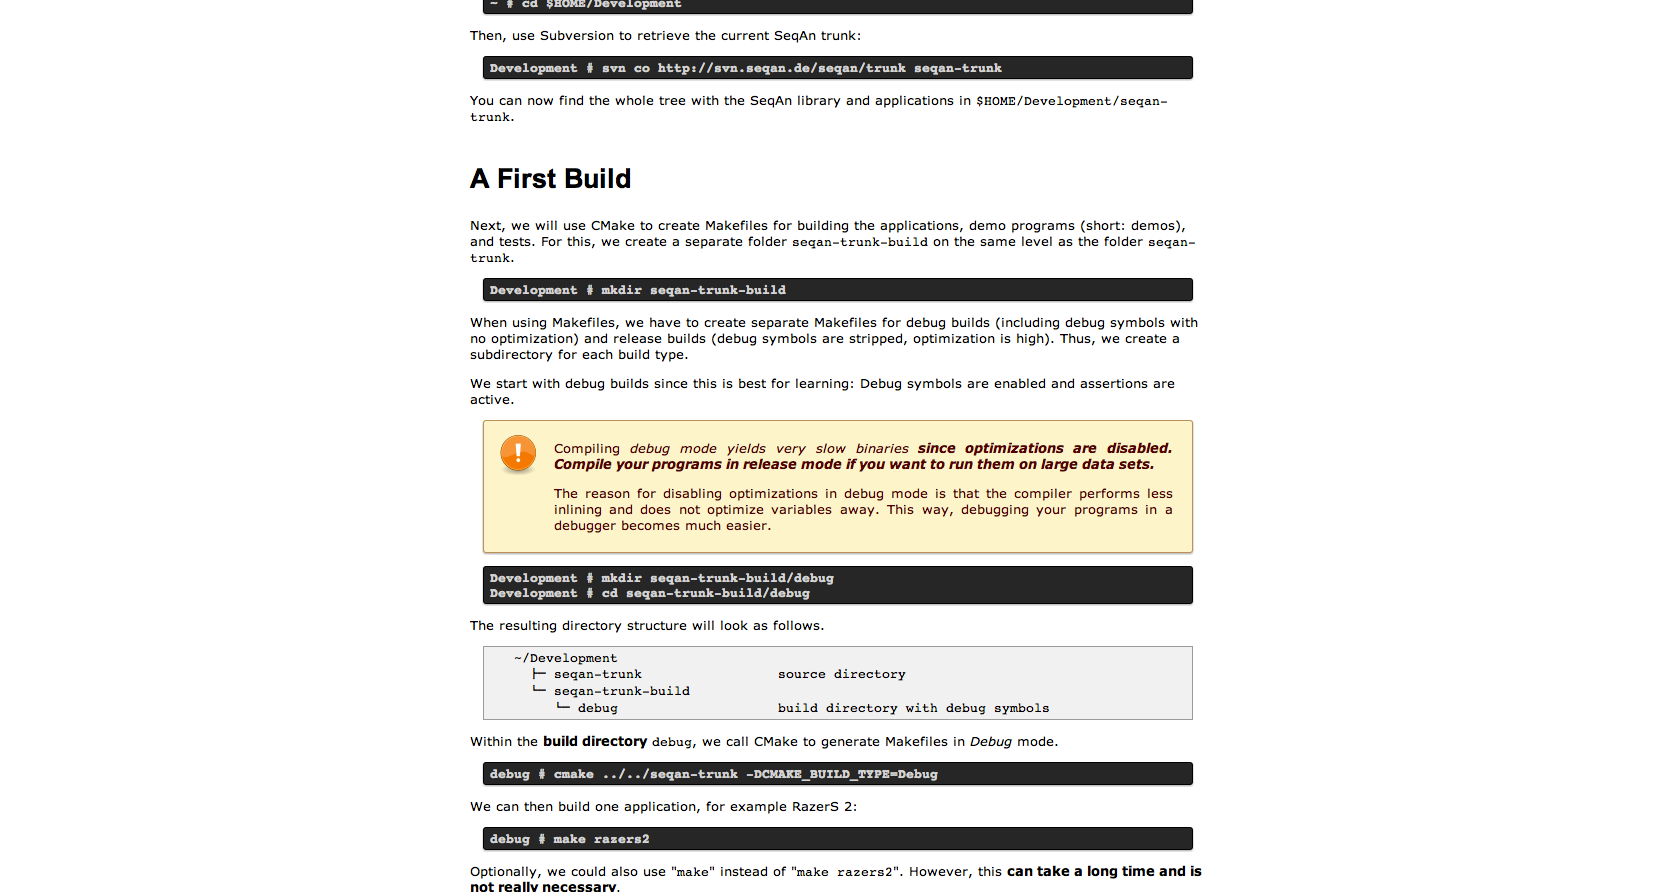 ~ # cd $HOME/Development
Then, use Subversion to retrieve the current SeqAn trunk:
Development # svn co http://svn.seqan.de/seqan/trunk seqan-trunk
You can now find the whole tree with the SeqAn library and applications in $HOME/Development/seqan-
trunk.
A First Build
Next, we will use CMake to create Makefiles for building the applications, demo programs (short: demos),
and tests. For this, we create a separate folder seqan-trunk-build on the same level as the folder seqan-
trunk.
Development # mkdir seqan-trunk-build
When using Makefiles, we have to create separate Makefiles for debug builds (including debug symbols with
no optimization) and release builds (debug symbols are stripped, optimization is high). Thus, we create a
subdirectory for each build type.
We start with debug builds since this is best for learning: Debug symbols are enabled and assertions are
active.
Compiling debug mode yields very slow binaries since optimizations are disabled.
Compile your programs in release mode if you want to run them on large data sets.
The reason for disabling optimizations in debug mode is that the compiler performs less
inlining and does not optimize variables away. This way, debugging your programs in a
debugger becomes much easier.
Development # mkdir seqan-trunk-build/debug
Development # cd seqan-trunk-build/debug
The resulting directory structure will look as follows.
~/Development
├─ seqan-trunk source directory
└─ seqan-trunk-build
└─ debug build directory with debug symbols
Within the build directory debug, we call CMake to generate Makefiles in Debug mode.
debug # cmake ../../seqan-trunk -DCMAKE_BUILD_TYPE=Debug
We can then build one application, for example RazerS 2:
debug # make razers2
Optionally, we could also use "make" instead of "make razers2". However, this can take a long time and is
not really necessary.